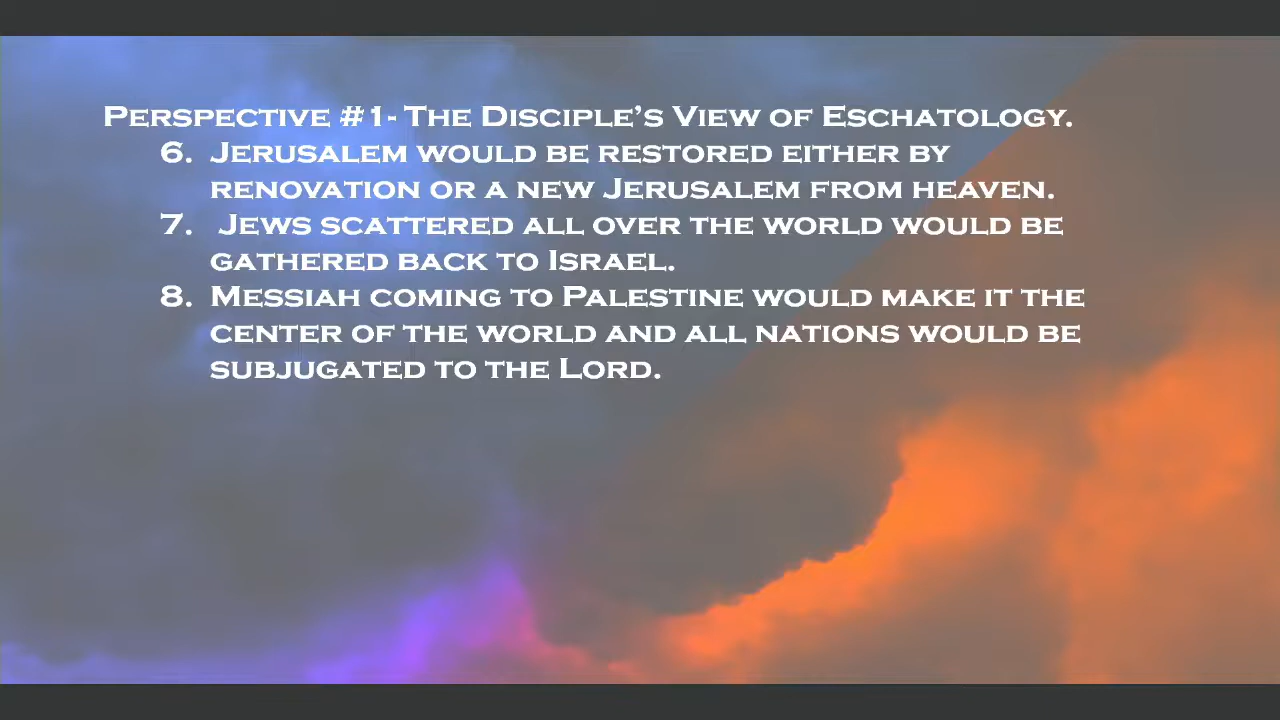 Perspective #1- The Disciple's View of Eschatology.
6. Jerusalem would be restored either by
renovation or a new Jerusalem from heaven.
7. Jews scattered all over the world would be
gathered back to Israel.
8. Messiah coming to Palestine would make it the
center of the world and all nations would be
subjugated to the Lord.